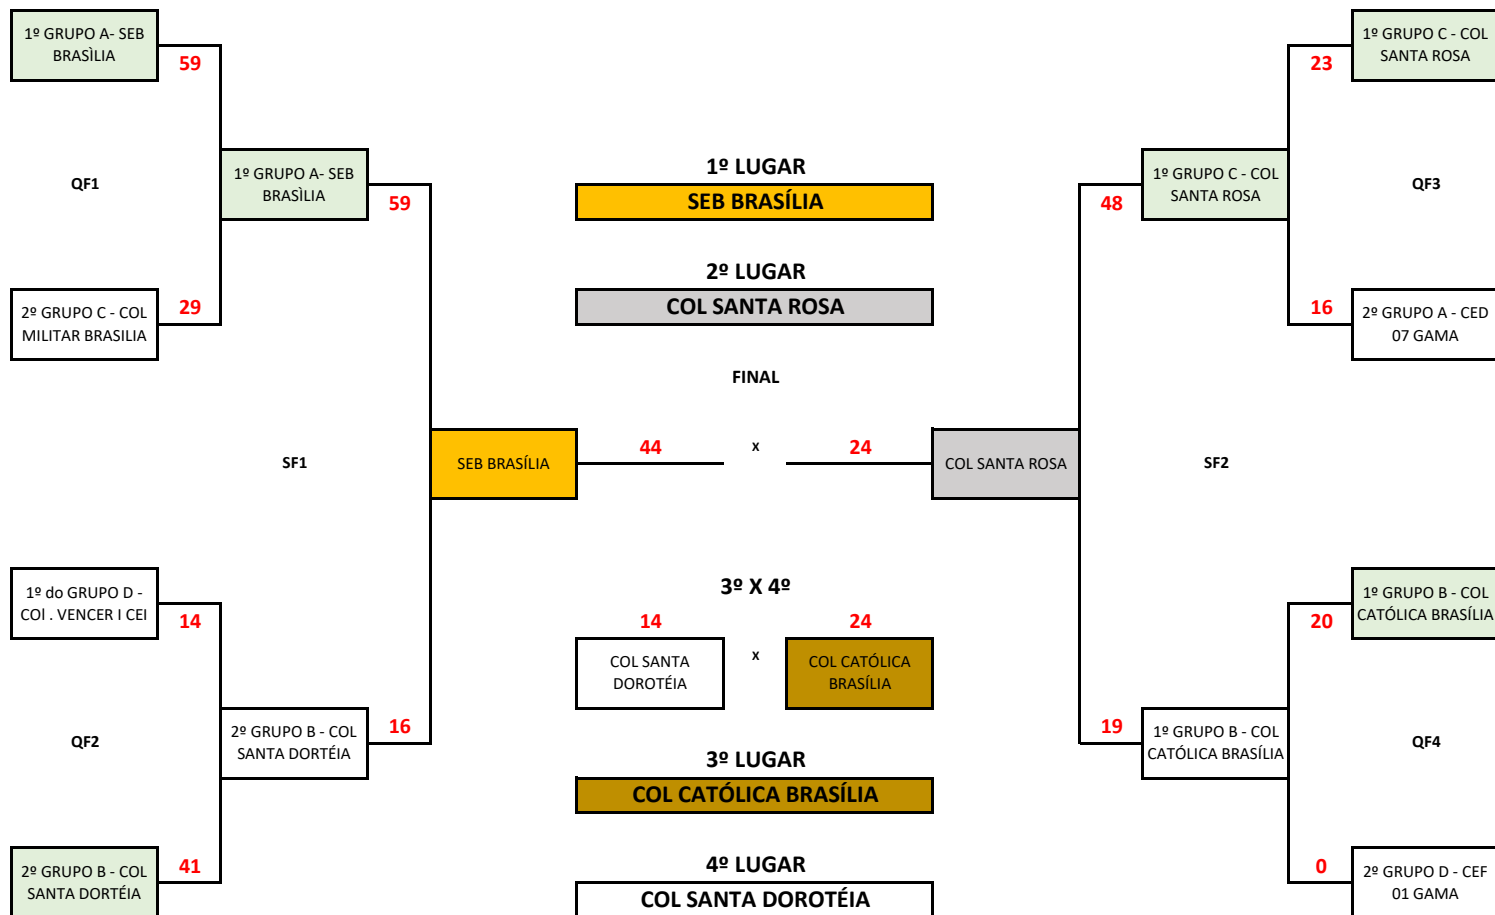 1º GRUPO A- SEB
BRASÌLIA
59
QF1
1º GRUPO A- SEB
BRASÌLIA
59
29
2º GRUPO C - COL
MILITAR BRASILIA
SF1
SEB BRASÍLIA
1º do GRUPO D -
COl . VENCER I CEI
14
QF2
2º GRUPO B - COL
SANTA DORTÉIA
16
41
2º GRUPO B - COL
SANTA DORTÉIA
1º LUGAR
SEB BRASÍLIA
2º LUGAR
COL SANTA ROSA
FINAL
44 x 24
3º X 4º
14 24
COL SANTA
DOROTÉIA
x
COL CATÓLICA
BRASÍLIA
3º LUGAR
COL CATÓLICA BRASÍLIA
4º LUGAR
COL SANTA DOROTÉIA
1º GRUPO C - COL
SANTA ROSA
23
QF3
1º GRUPO C - COL
SANTA ROSA
48
16
2º GRUPO A - CED
07 GAMA
COL SANTA ROSA
SF2
1º GRUPO B - COL
CATÓLICA BRASÍLIA
20
QF4
1º GRUPO B - COL
CATÓLICA BRASÍLIA
19
0
2º GRUPO D - CEF
01 GAMA